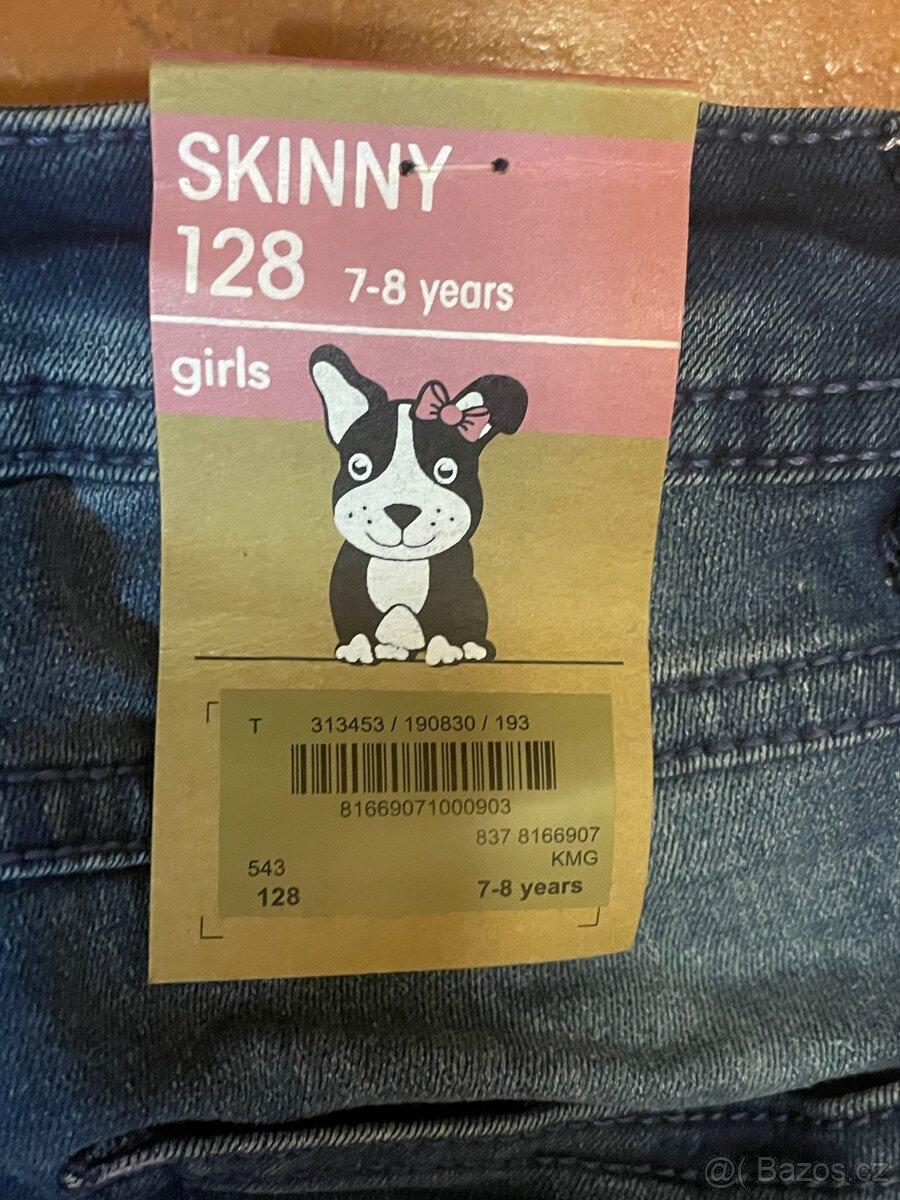 SKINNY
128 7-8 years
girls
T 313453 / 190830 / 193
81669071000903
837 8166907
KMG
543
128 7-8 years
@( Bazos.cz